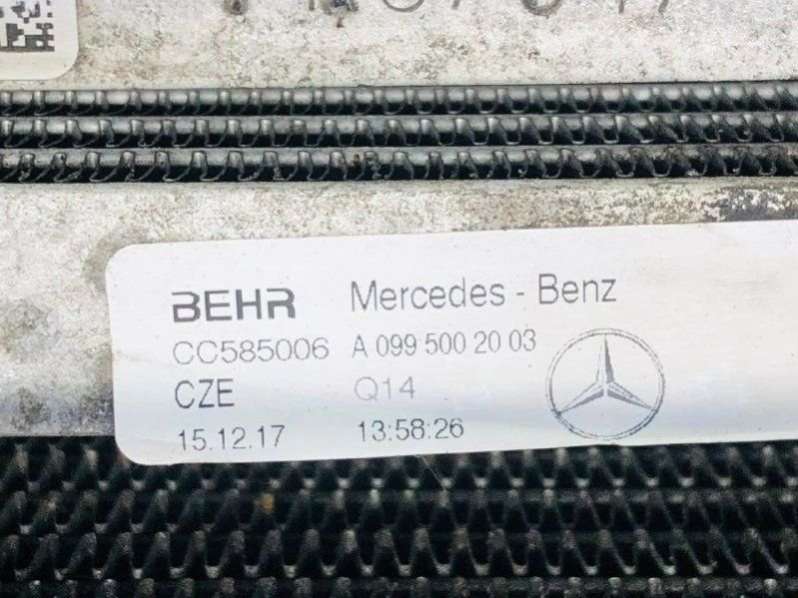 BEHR Mercedes - Benz
CC585006 A 099 500 20 03
CZE Q14
15.12.17 13:58:26